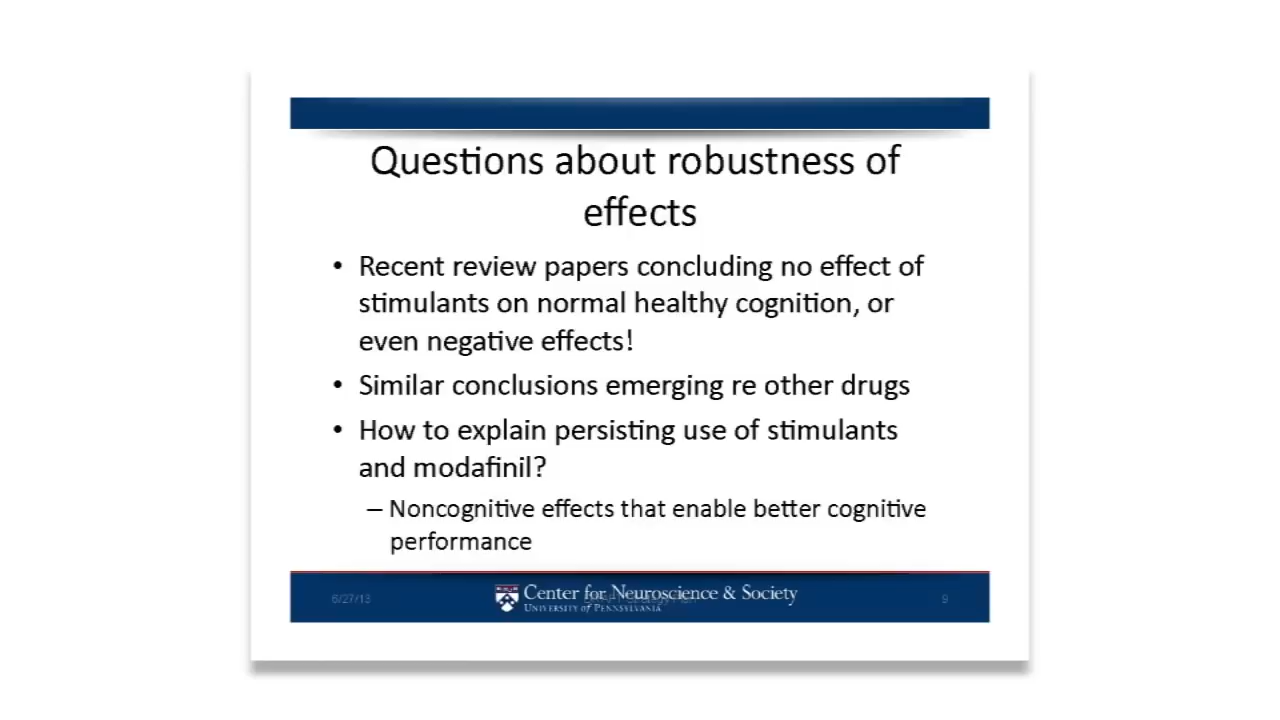 Questions about robustness of
effects
• Recent review papers concluding no effect of
stimulants on normal healthy cognition, or
even negative effects!
• Similar conclusions emerging re other drugs
• How to explain persisting use of stimulants
and modafinil?
– Noncognitive effects that enable better cognitive
performance
6/27/13
Center for Neuroscience & Society
UNIVERSITY OF PENNSYLVANIA
9